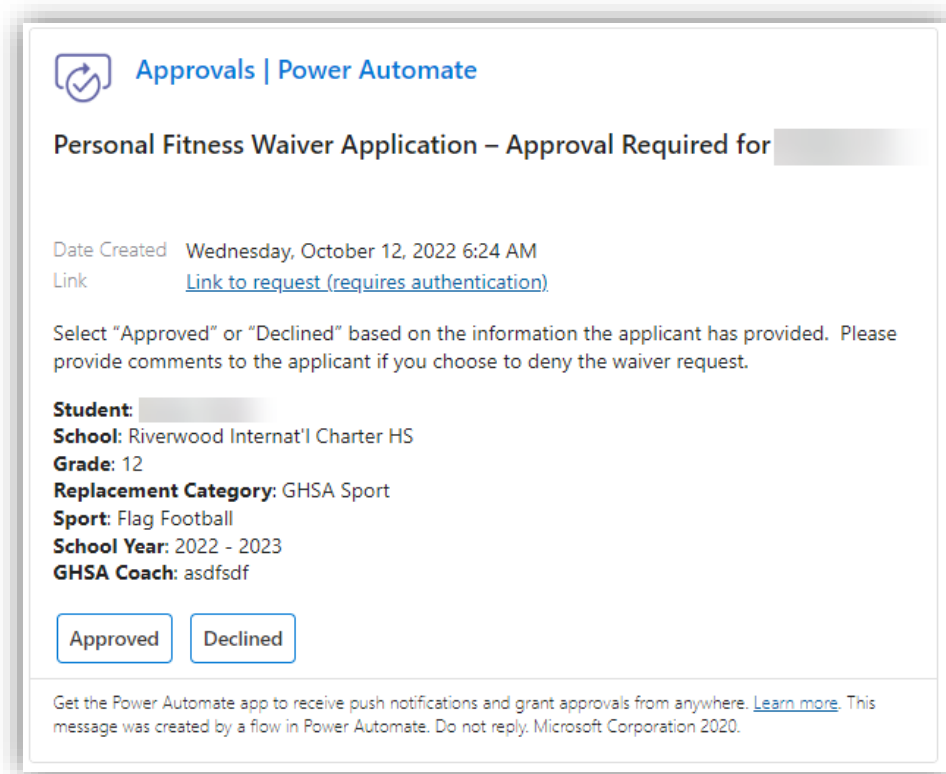 Approvals | Power Automate
Personal Fitness Waiver Application – Approval Required for
Date Created Wednesday, October 12, 2022 6:24 AM
Link Link to request (requires authentication)
Select “Approved” or “Declined” based on the information the applicant has provided.  Please
provide comments to the applicant if you choose to deny the waiver request.
Student:
School: Riverwood Internat'l Charter HS
Grade: 12
Replacement Category: GHSA Sport
Sport: Flag Football
School Year: 2022 - 2023
GHSA Coach: asdfsdf
Approved Declined
Get the Power Automate app to receive push notifications and grant approvals from anywhere. Learn more. This
message was created by a flow in Power Automate. Do not reply. Microsoft Corporation 2020.